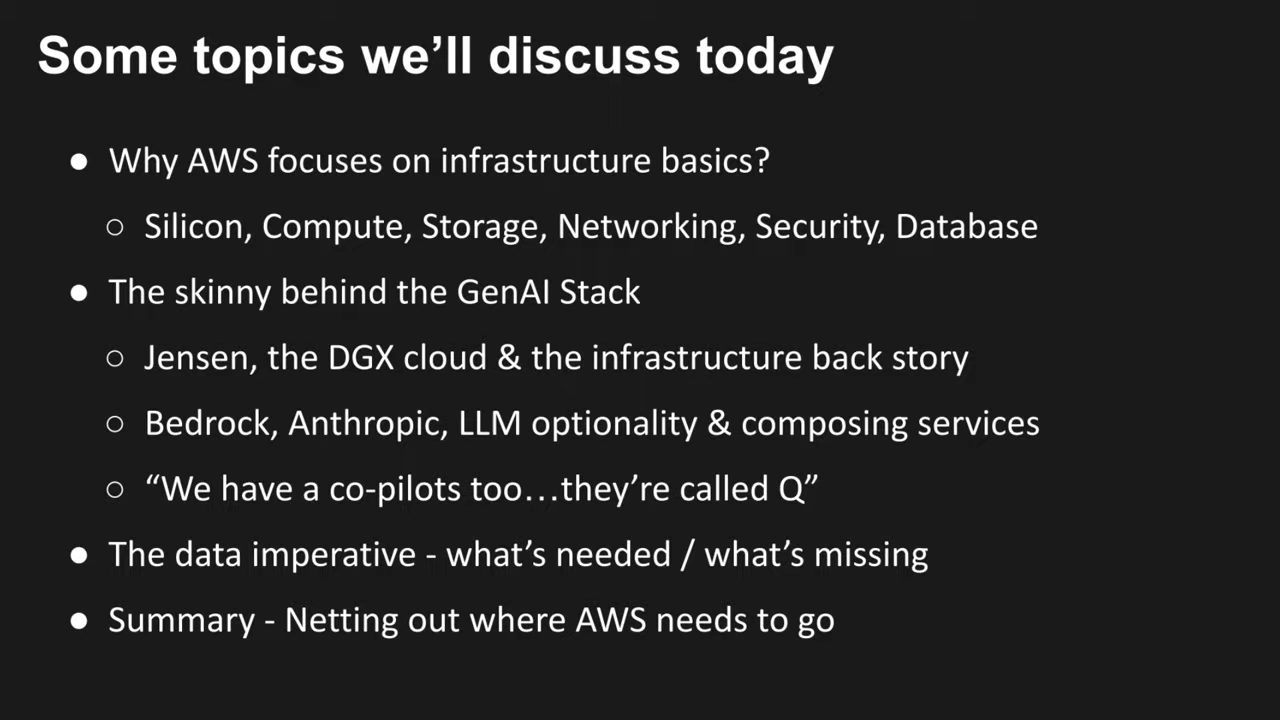 Some topics we’ll discuss today
● Why AWS focuses on infrastructure basics?
○ Silicon, Compute, Storage, Networking, Security, Database
● The skinny behind the GenAI Stack
○ Jensen, the DGX cloud & the infrastructure back story
○ Bedrock, Anthropic, LLM optionality & composing services
○ “We have a co-pilots too…they’re called Q”
● The data imperative - what’s needed / what’s missing
● Summary - Netting out where AWS needs to go